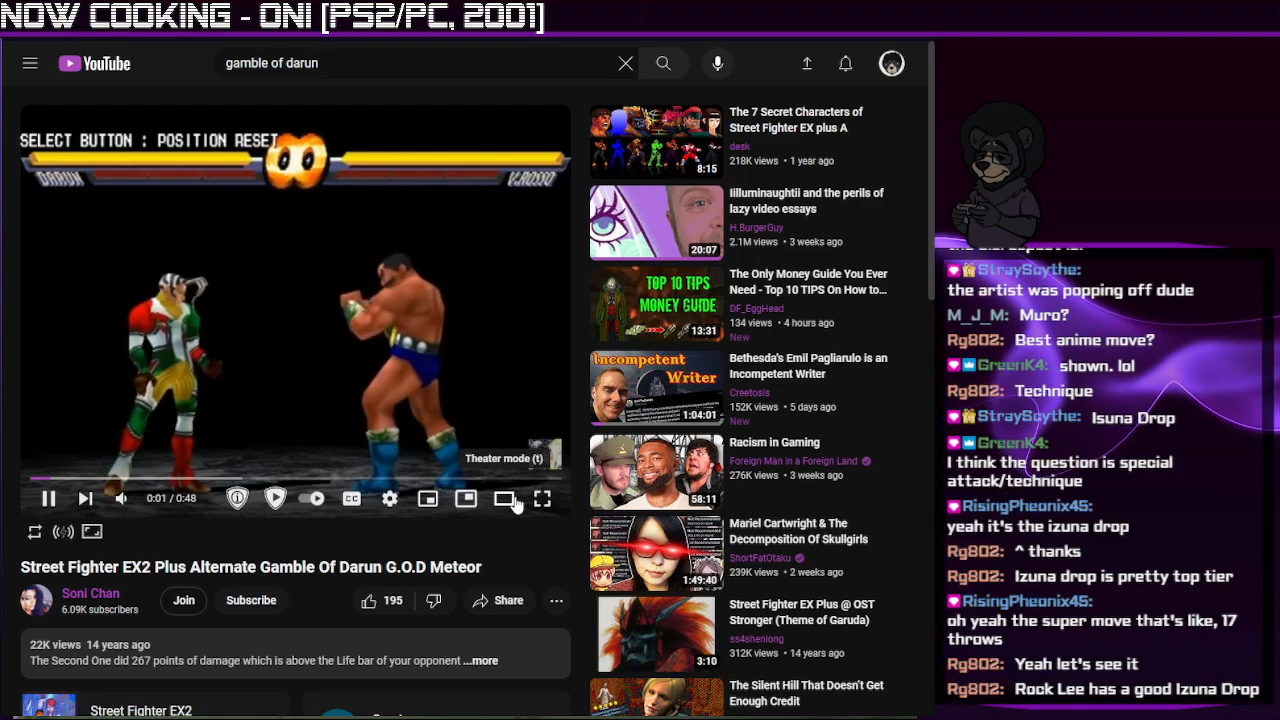 NOW COOKING - ONI [PS2/PC, 2001]
YouTube
gamble of darun
SELECT BUTTON : POSITION RESET
DARUN
V.ROSSO
Theater mode (t)
0:01 / 0:48
CC
Street Fighter EX2 Plus Alternate Gamble Of Darun G.O.D Meteor
Soni Chan
6.09K subscribers
Join
Subscribe
195
Share
22K views 14 years ago
The Second One did 267 points of damage which is above the Life bar of your opponent ...more
Street Fighter EX2
The 7 Secret Characters of
Street Fighter EX plus A
desk
218K views • 1 year ago
8:15
Iilluminaughtii and the perils of
lazy video essays
H.BurgerGuy
2.1M views • 3 weeks ago
20:07
TOP 10 TIPS
MONEY GUIDE
13:31
The Only Money Guide You Ever
Need - Top 10 TIPS On How to...
DF_EggHead
134 views • 4 hours ago
New
Incompetent
Writer
1:04:01
Bethesda's Emil Pagliarulo is an
Incompetent Writer
Creetosis
152K views • 5 days ago
New
58:11
Racism in Gaming
Foreign Man in a Foreign Land
276K views • 3 weeks ago
1:49:40
Mariel Cartwright & The
Decomposition Of Skullgirls
ShortFatOtaku
239K views • 2 weeks ago
3:10
Street Fighter EX Plus @ OST
Stronger (Theme of Garuda)
ss4shenlong
312K views • 14 years ago
The Silent Hill That Doesn't Get
Enough Credit
StrayScythe:
the artist was popping off dude
M_J_M: Muro?
Rg802: Best anime move?
GreenK4: shown. lol
Rg802: Technique
StrayScythe: Isuna Drop
GreenK4:
I think the question is special
attack/technique
RisingPheonix45:
yeah it's the izuna drop
Rg802: ^ thanks
Rg802: Izuna drop is pretty top tier
RisingPheonix45:
oh yeah the super move that's like, 17
throws
Rg802: Yeah let's see it
Rg802: Rock Lee has a good Izuna Drop